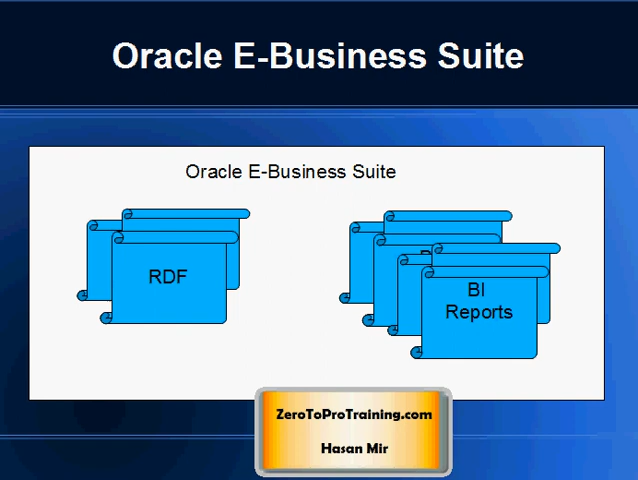 Oracle E-Business Suite
Oracle E-Business Suite
RDF
BI
Reports
ZeroToProTraining.com
Hasan Mir